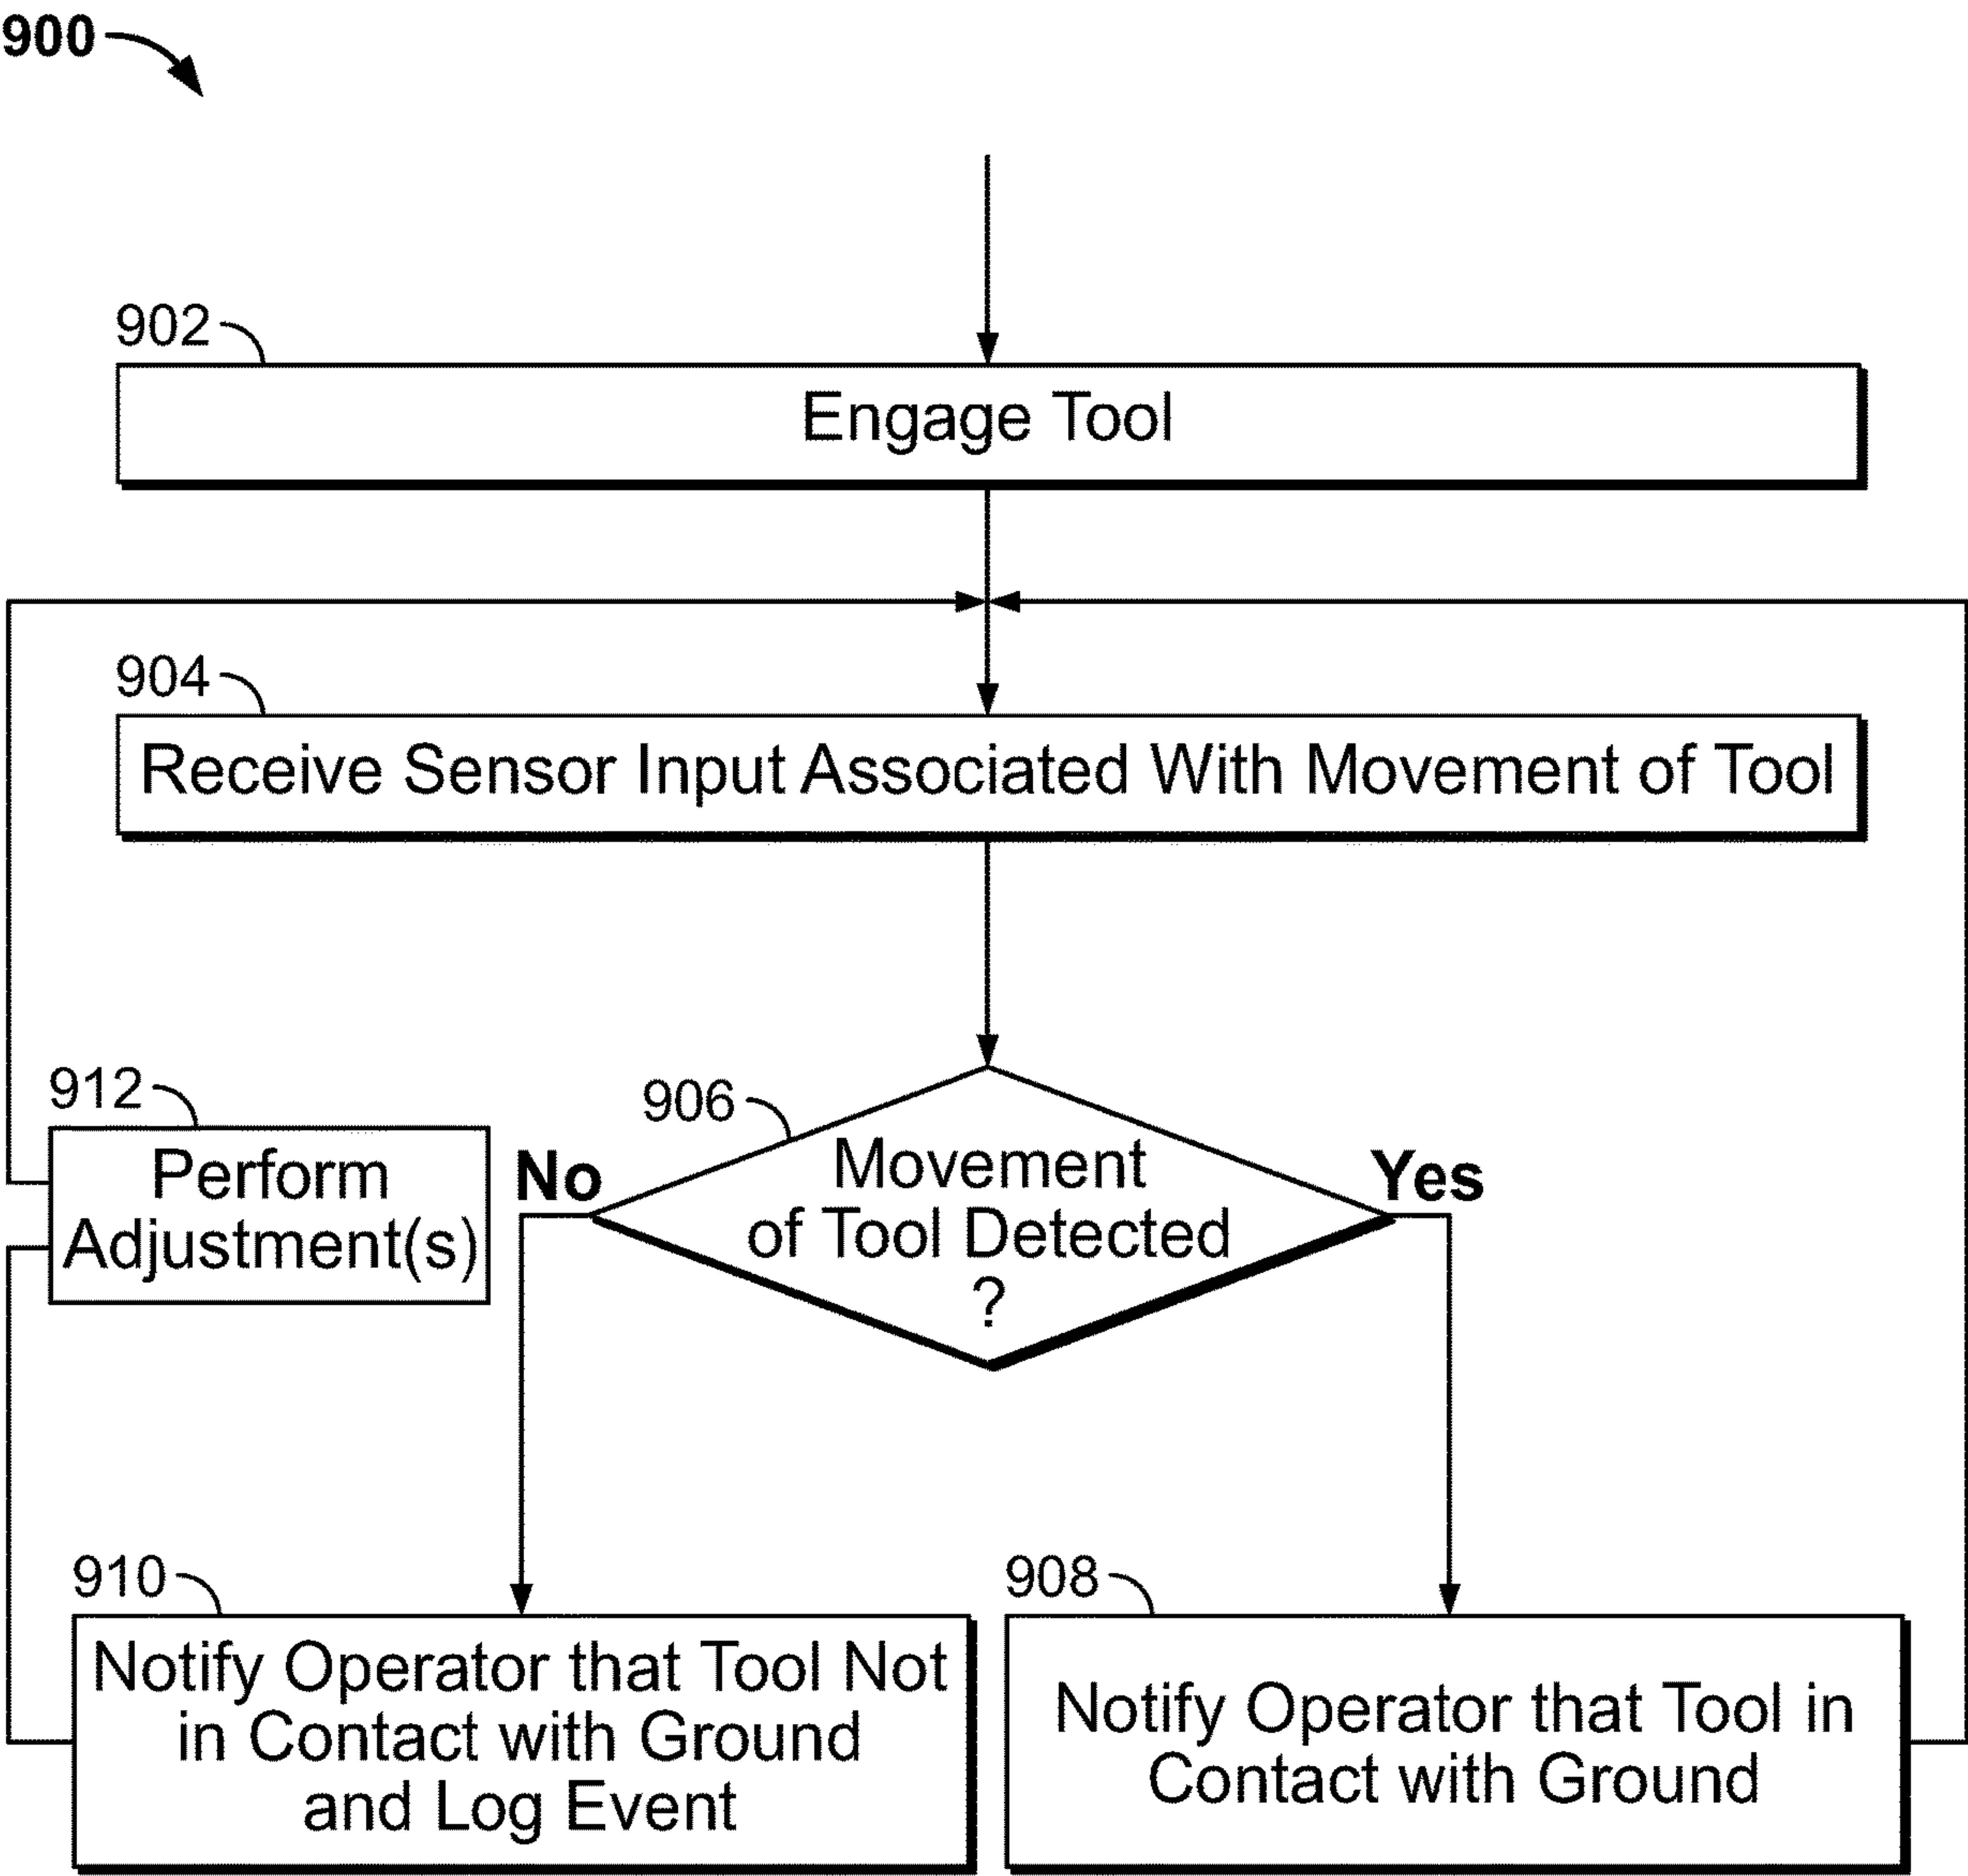 900
902
Engage Tool
904
Receive Sensor Input Associated With Movement of Tool
912
Perform
Adjustment(s)
906
No
Movement
of Tool Detected
?
Yes
910
Notify Operator that Tool Not
in Contact with Ground
and Log Event
908
Notify Operator that Tool in
Contact with Ground